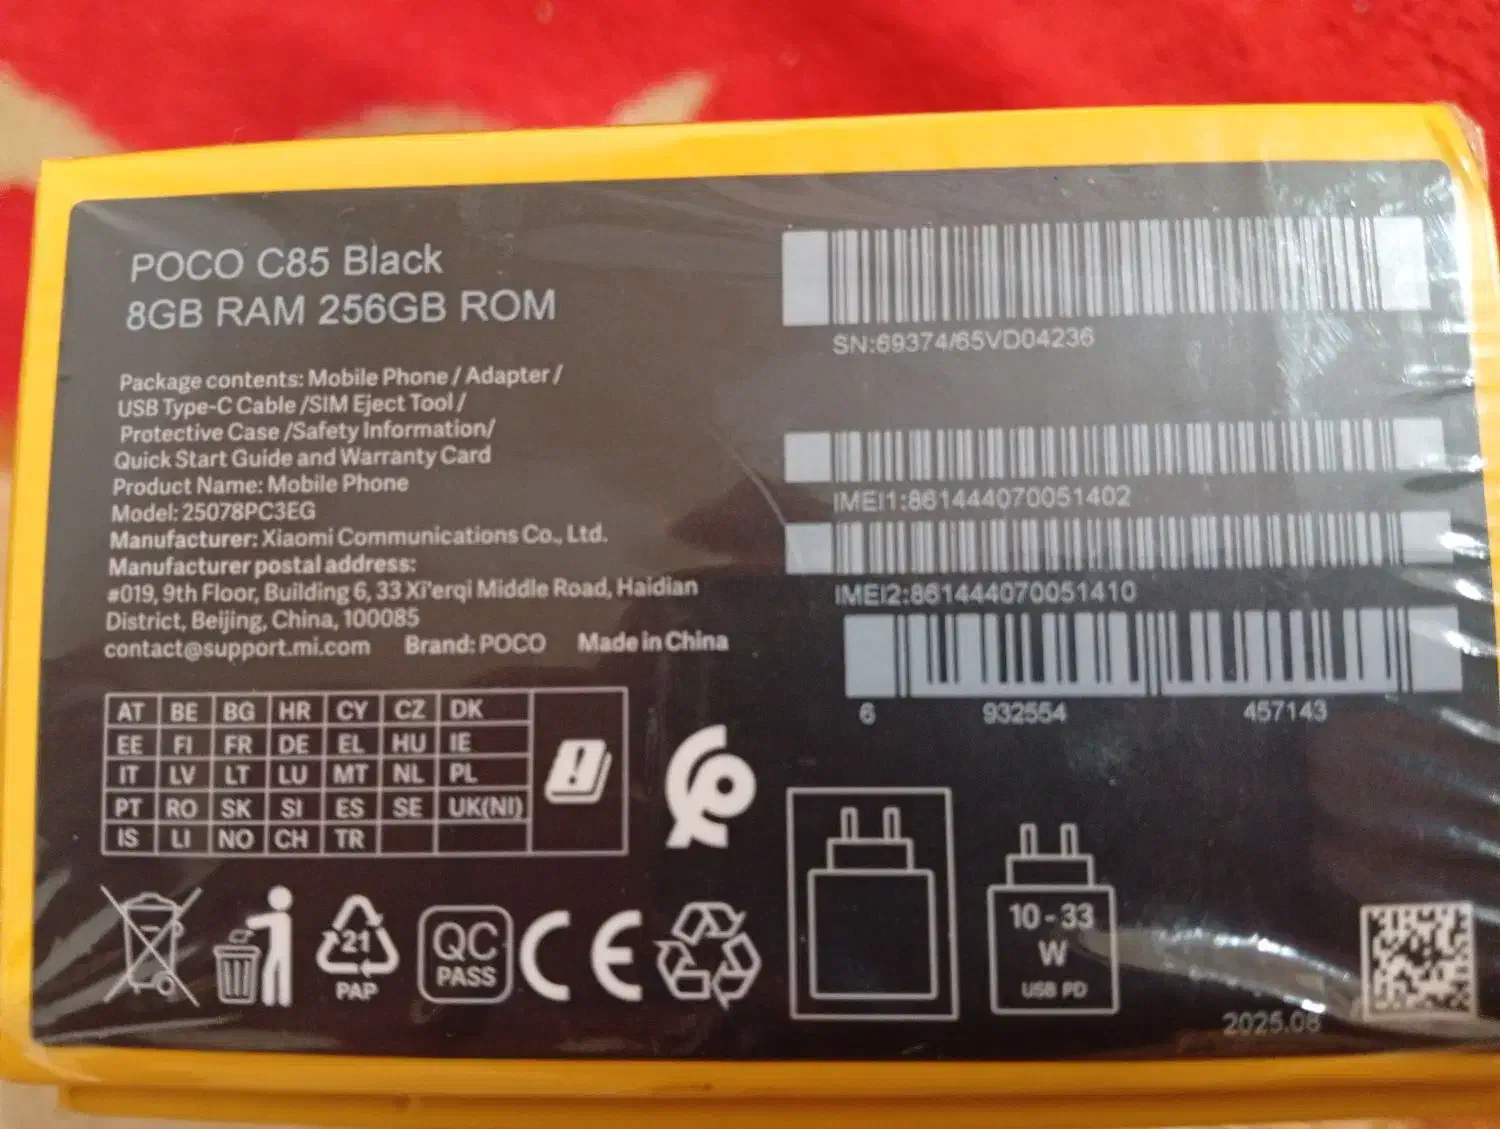 POCO C85 Black
8GB RAM 256GB ROM
Package contents: Mobile Phone / Adapter /
USB Type-C Cable /SIM Eject Tool /
Protective Case /Safety Information/
Quick Start Guide and Warranty Card
Product Name: Mobile Phone
Model: 25078PC3EG
Manufacturer: Xiaomi Communications Co., Ltd.
Manufacturer postal address:
#019, 9th Floor, Building 6, 33 Xi'erqi Middle Road, Haidian
District, Beijing, China, 100085
contact@support.mi.com Brand: POCO Made in China
SN:69374/65VD04236
IMEI1:861444070051402
IMEI2:861444070051410
6 932554 457143
AT BE BG HR CY CZ DK
EE FI FR DE EL HU IE
IT LV LT LU MT NL PL
PT RO SK SI ES SE UK(NI)
IS LI NO CH TR
21
PAP
QC
PASS
CE
10 - 33
W
USB PD
2025.08